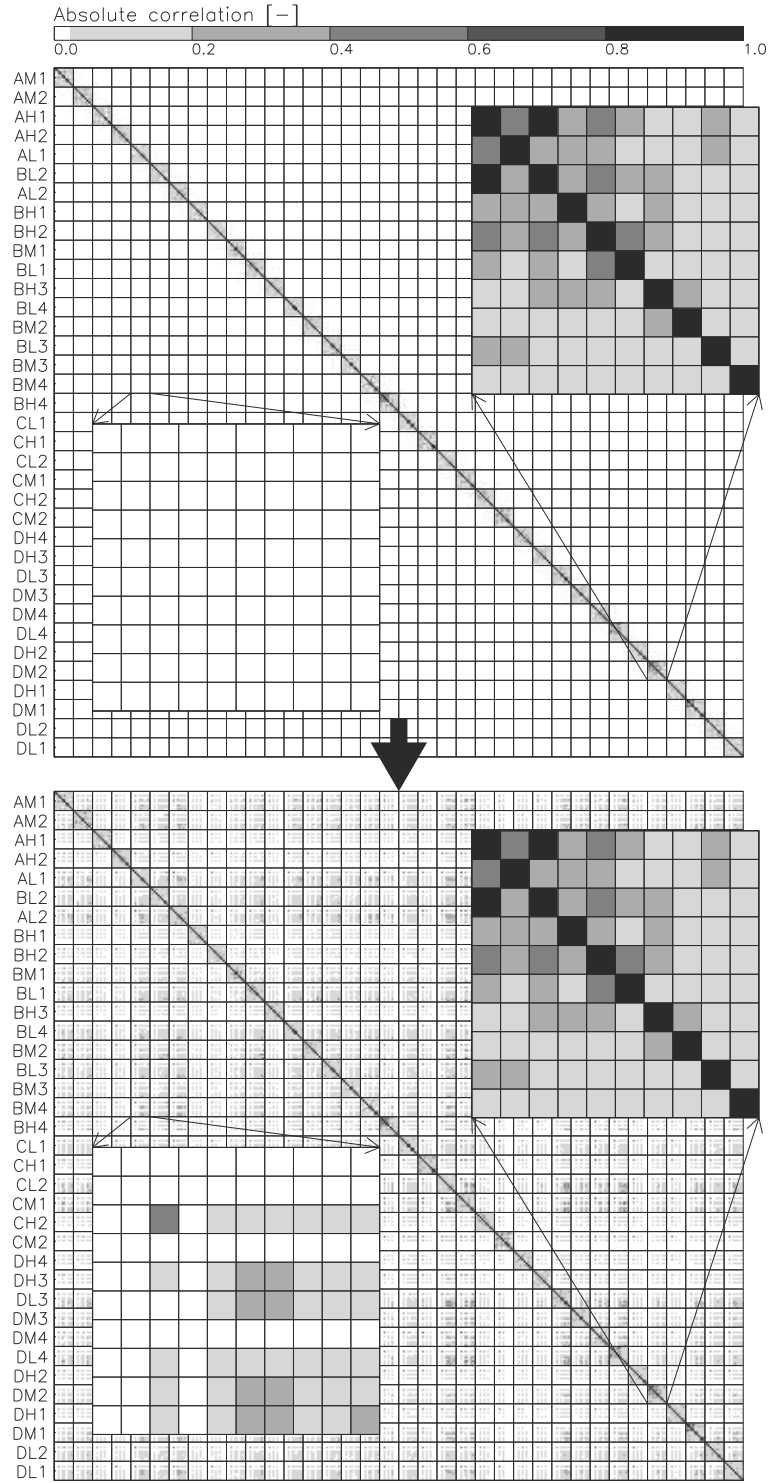 Absolute correlation [-]
0.0 0.2 0.4 0.6 0.8 1.0
AM1
AM2
AH1
AH2
AL1
BL2
AL2
BH1
BH2
BM1
BL1
BH3
BL4
BM2
BL3
BM3
BM4
BH4
CL1
CH1
CL2
CM1
CH2
CM2
DH4
DH3
DL3
DM3
DM4
DL4
DH2
DM2
DH1
DM1
DL2
DL1
AM1
AM2
AH1
AH2
AL1
BL2
AL2
BH1
BH2
BM1
BL1
BH3
BL4
BM2
BL3
BM3
BM4
BH4
CL1
CH1
CL2
CM1
CH2
CM2
DH4
DH3
DL3
DM3
DM4
DL4
DH2
DM2
DH1
DM1
DL2
DL1